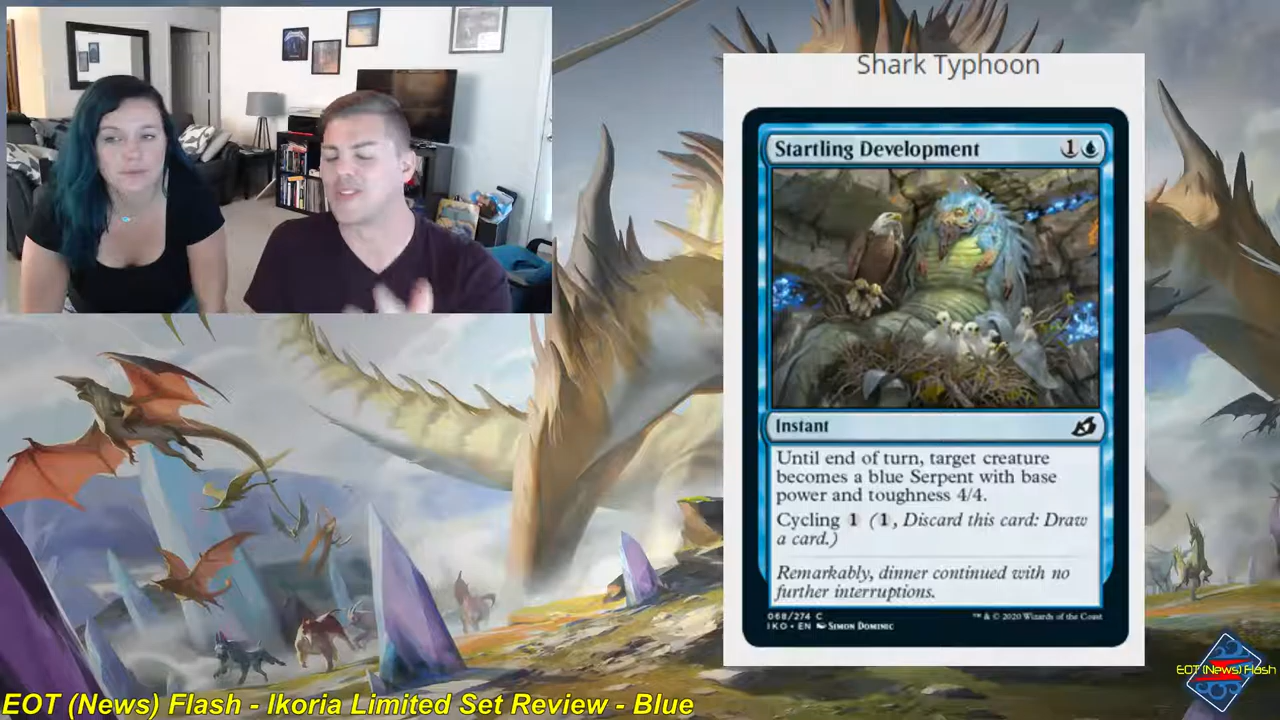 Shark Typhoon
Startling Development 1
Instant
Until end of turn, target creature
becomes a blue Serpent with base
power and toughness 4/4.
Cycling 1 (1, Discard this card: Draw
a card.)
Remarkably, dinner continued with no
further interruptions.
068/274 C
IKO • EN Simon Dominic
™ & © 2020 Wizards of the Coast
EOT (News) Flash
EOT (News) Flash - Ikoria Limited Set Review - Blue